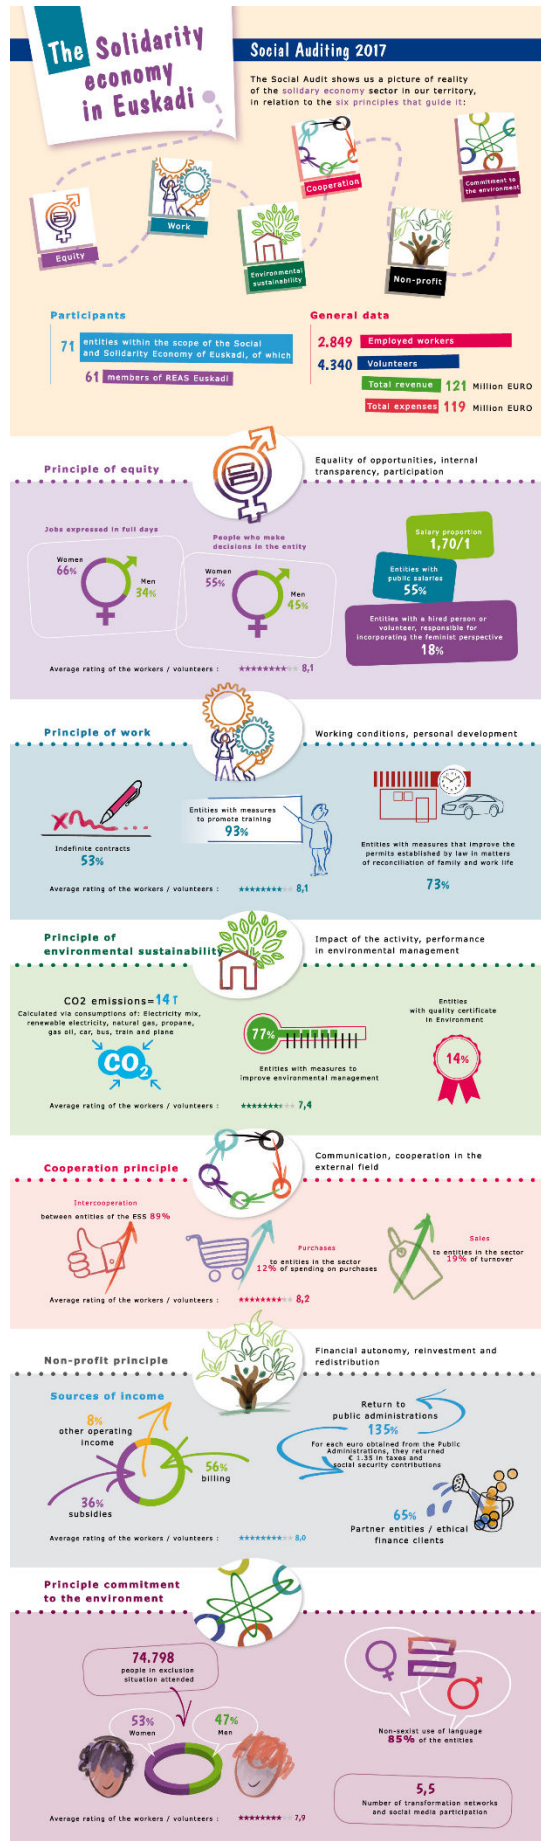 The Solidarity
economy
in Euskadi
Social Auditing 2017
The Social Audit shows us a picture of reality
of the solidary economy sector in our territory,
in relation to the six principles that guide it:
Equity
Work
Environmental
sustainability
Cooperation
Non-profit
Commitment to
the environment
Participants
71 entities within the scope of the Social
and Solidarity Economy of Euskadi, of which
61 members of REAS Euskadi
General data
2.849 Employed workers
4.340 Volunteers
Total revenue 121 Million EURO
Total expenses 119 Million EURO
Principle of equity
Equality of opportunities, internal
transparency, participation
Jobs expressed in full days
Women
66%
Men
34%
People who make
decisions in the entity
Women
55%
Men
45%
Salary proportion
1,70/1
Entities with
public salaries
55%
Entities with a hired person or
volunteer, responsible for
incorporating the feminist perspective
18%
Average rating of the workers / volunteers : ★★★★★★★★★★ 8,1
Principle of work
Working conditions, personal development
Indefinite contracts
53%
Entities with measures
to promote training
93%
Entities with measures that improve the
permits established by law in matters
of reconciliation of family and work life
73%
Average rating of the workers / volunteers : ★★★★★★★★★★ 8,1
Principle of
environmental sustainability
Impact of the activity, performance
in environmental management
CO2 emissions=14T
Calculated via consumptions of: Electricity mix,
renewable electricity, natural gas, propane,
gas oil, car, bus, train and plane
CO2
77%
Entities with measures to
improve environmental management
Entities
with quality certificate
in Environment
14%
Average rating of the workers / volunteers : ★★★★★★★★★★ 7,4
Cooperation principle
Communication, cooperation in the
external field
Intercooperation
between entities of the ESS 89%
Purchases
to entities in the sector
12% of spending on purchases
Sales
to entities in the sector
19% of turnover
Average rating of the workers / volunteers : ★★★★★★★★★★ 8,2
Non-profit principle
Financial autonomy, reinvestment and
redistribution
Sources of income
8%
other operating
income
56%
billing
36%
subsidies
Return to
public administrations
135%
For each euro obtained from the Public
Administrations, they returned
€ 1.35 in taxes and
social security contributions
65%
Partner entities / ethical
finance clients
Average rating of the workers / volunteers : ★★★★★★★★★★ 8,0
Principle commitment
to the environment
74.798
people in exclusion
situation attended
53%
Women
47%
Men
Non-sexist use of language
85% of the entities
5,5
Number of transformation networks
and social media participation
Average rating of the workers / volunteers : ★★★★★★★★★★ 7,9